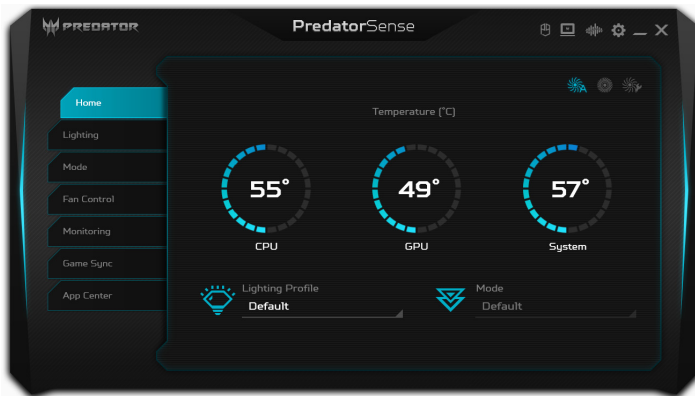 PREDATOR
PredatorSense
Home
Lighting
Mode
Fan Control
Monitoring
Game Sync
App Center
A
Temperature (°C)
55°
49°
57°
CPU
GPU
System
Lighting Profile
Default
Mode
Default